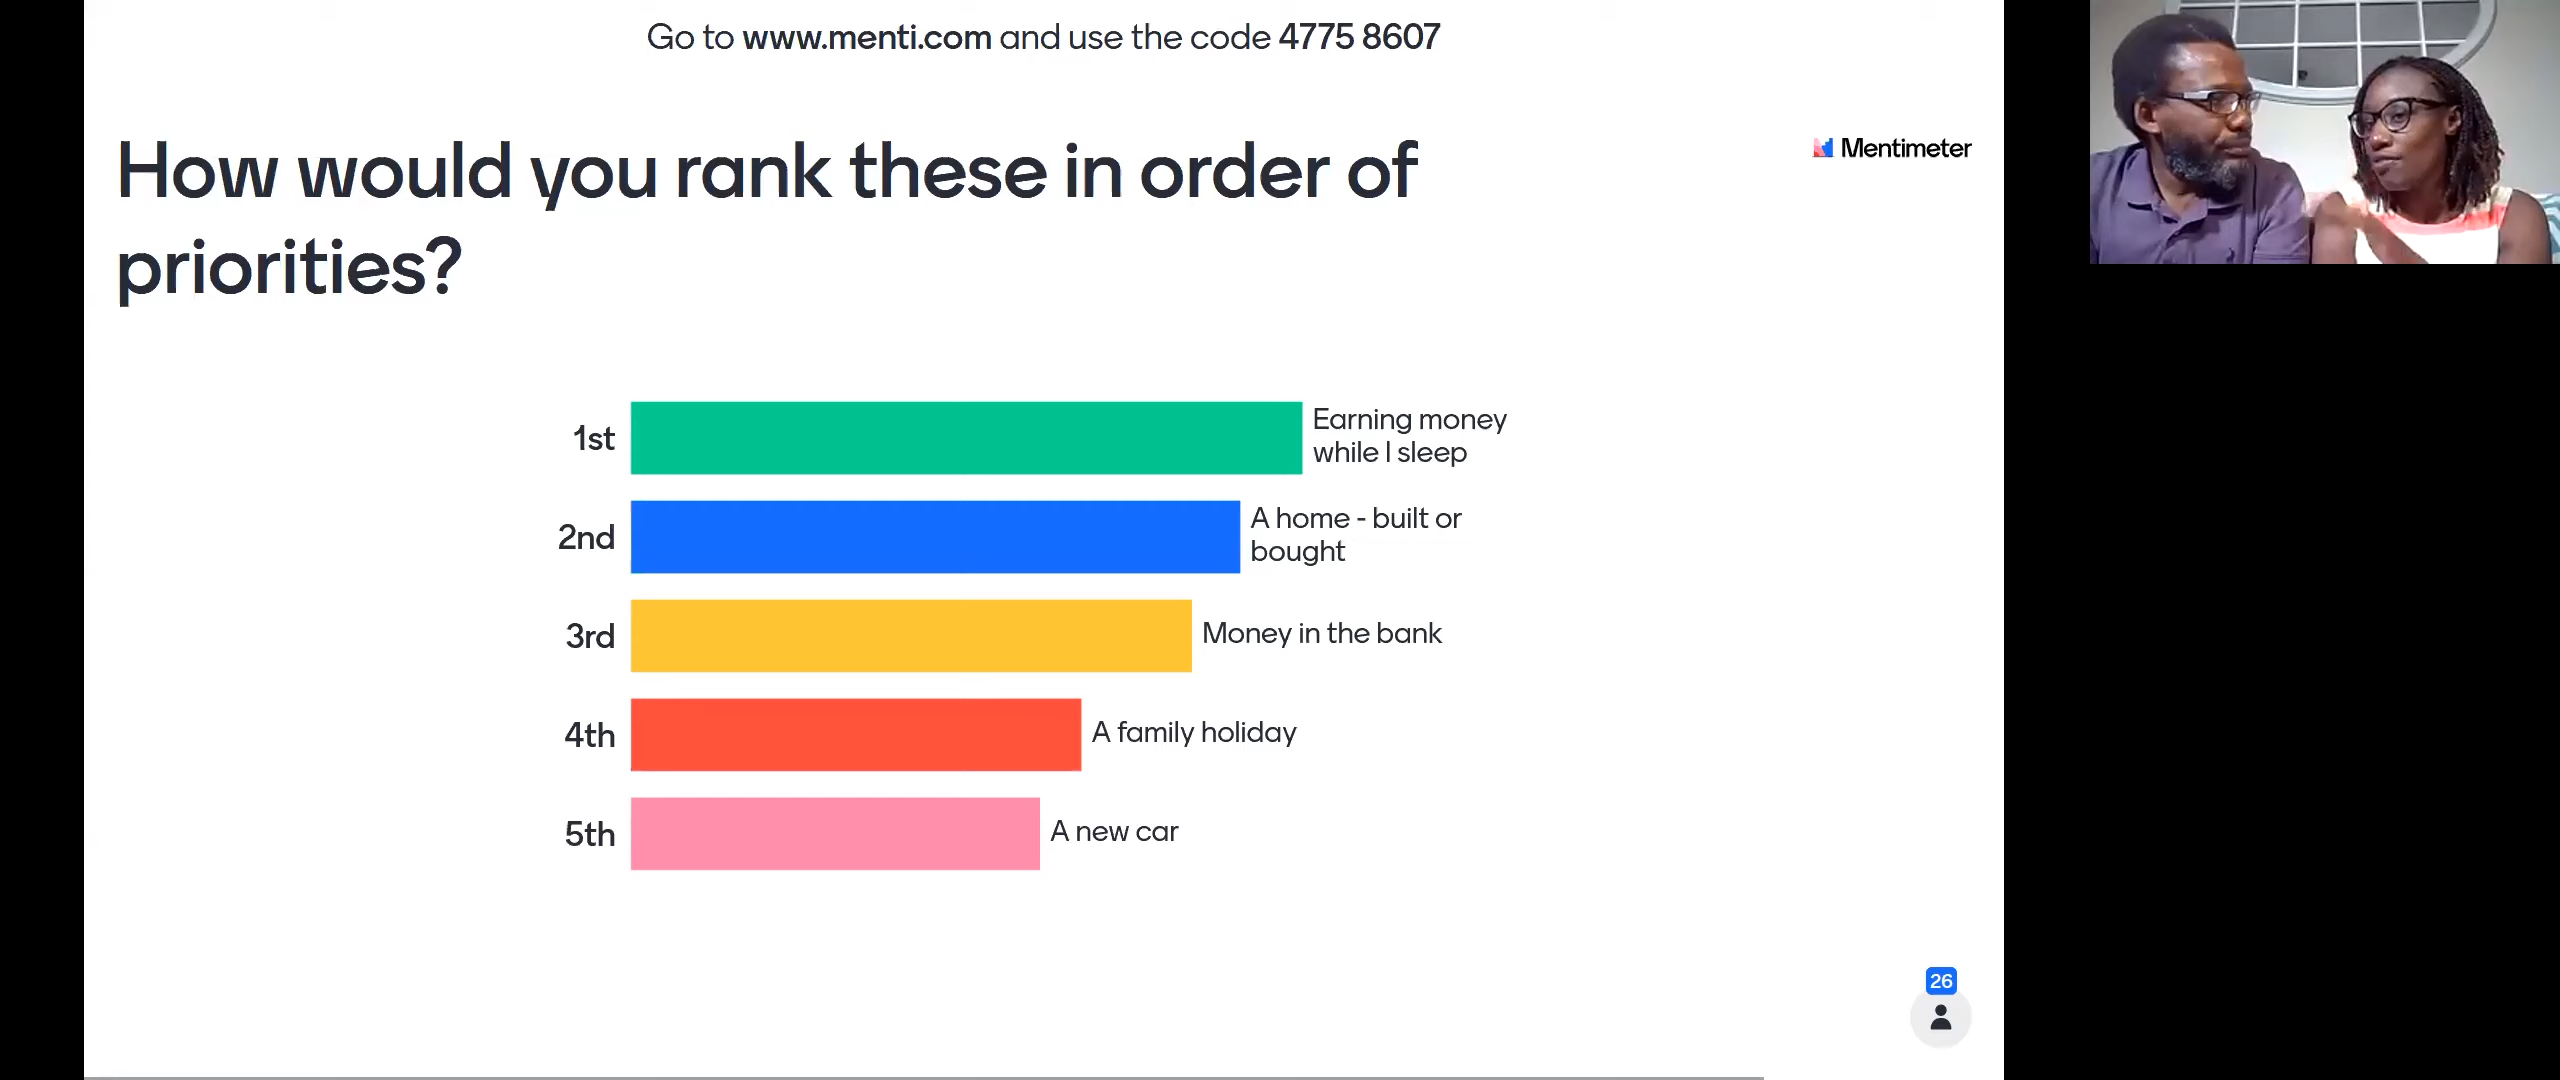 Go to www.menti.com and use the code 4775 8607
How would you rank these in order of
priorities?
Mentimeter
1st
Earning money
while I sleep
2nd
A home - built or
bought
3rd
Money in the bank
4th
A family holiday
5th
A new car
26